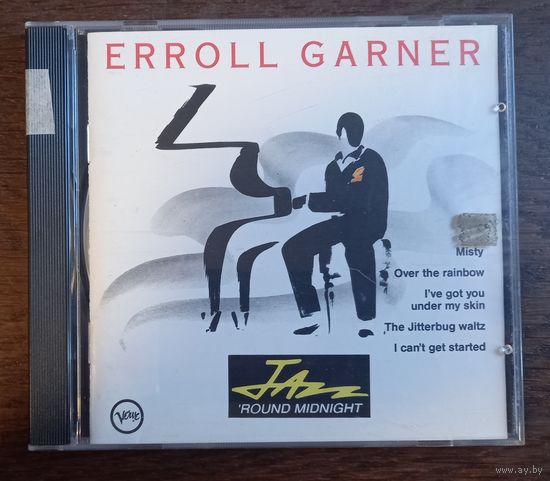 ERROLL GARNER
Misty
Over the rainbow
I've got you
under my skin
The Jitterbug waltz
I can't get started
JAzz
'ROUND MIDNIGHT
Verve
www.ay.by